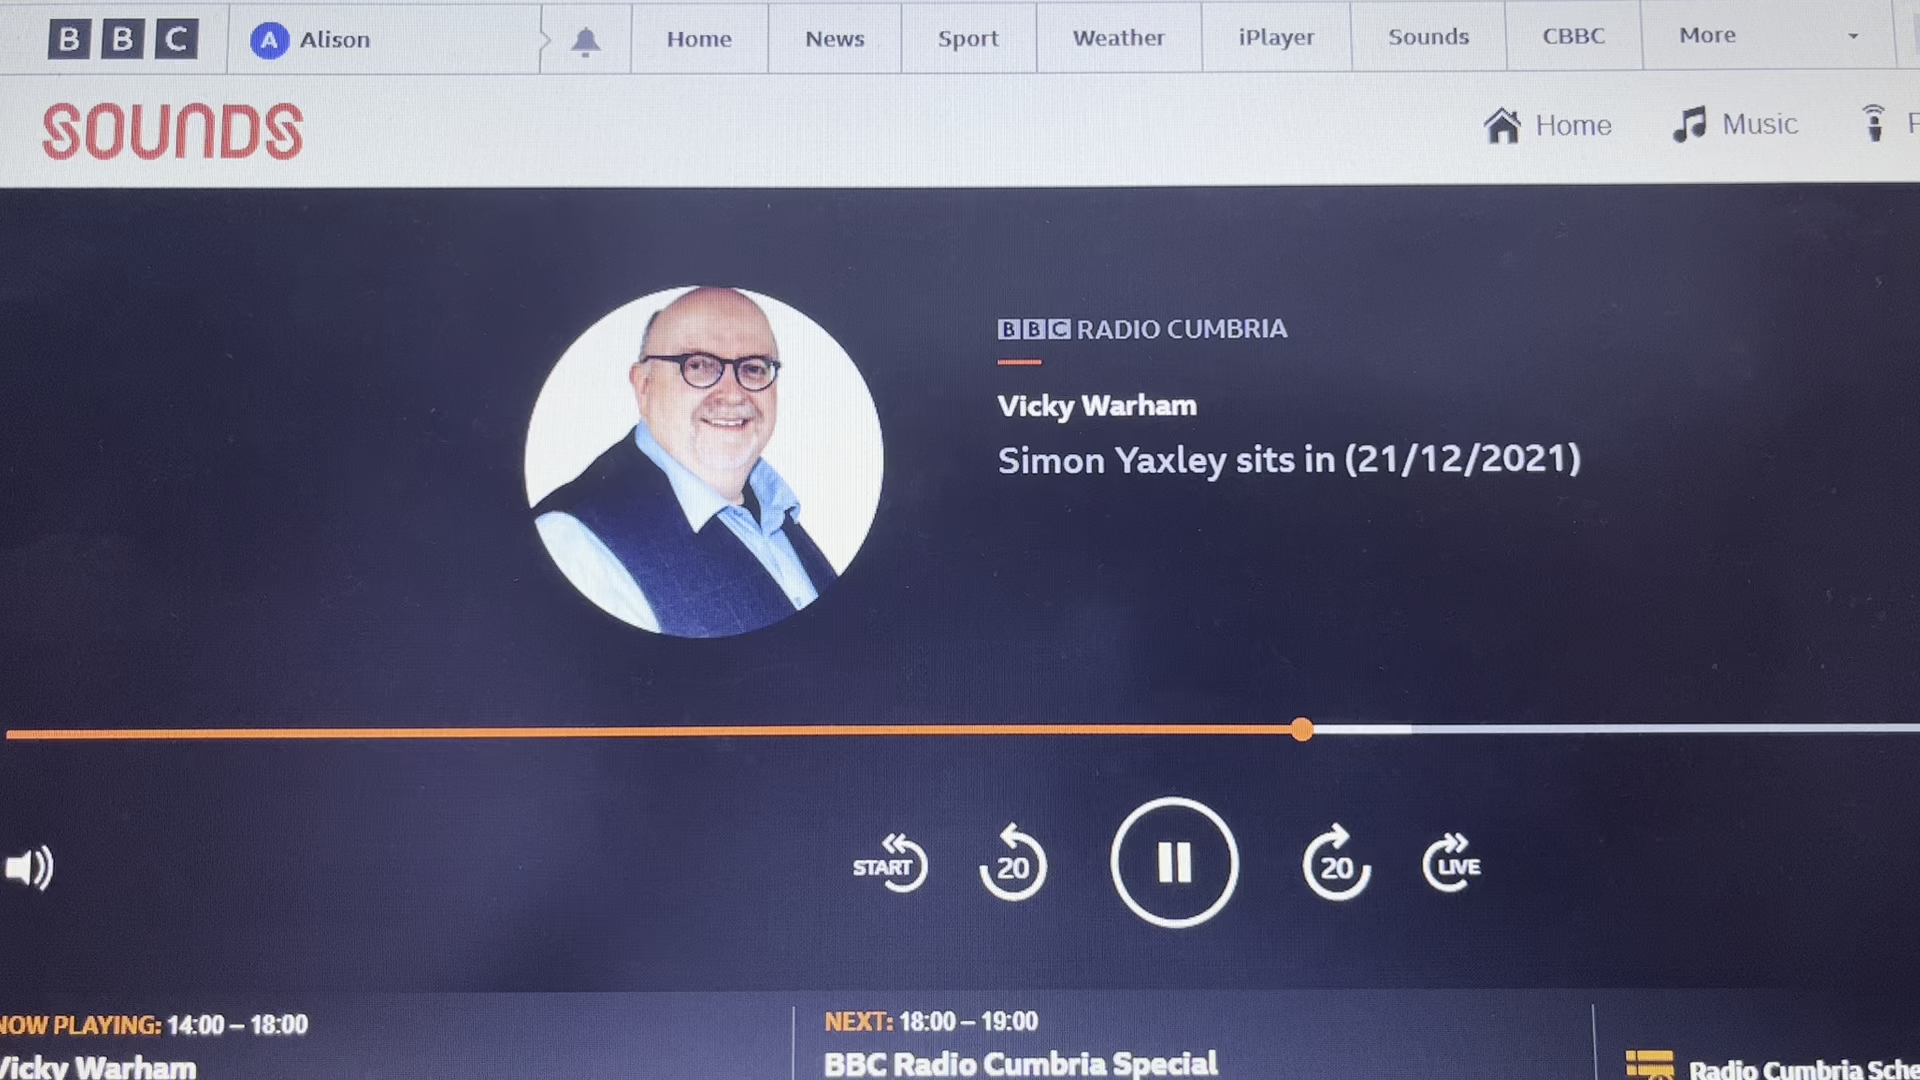 BBC
A Alison
Home
News
Sport
Weather
iPlayer
Sounds
CBBC
More
SOUNDS
Home
Music
BBC RADIO CUMBRIA
Vicky Warham
Simon Yaxley sits in (21/12/2021)
START
20
20
LIVE
NOW PLAYING: 14:00 – 18:00
Vicky Warham
NEXT: 18:00 – 19:00
BBC Radio Cumbria Special
Radio Cumbria Sche